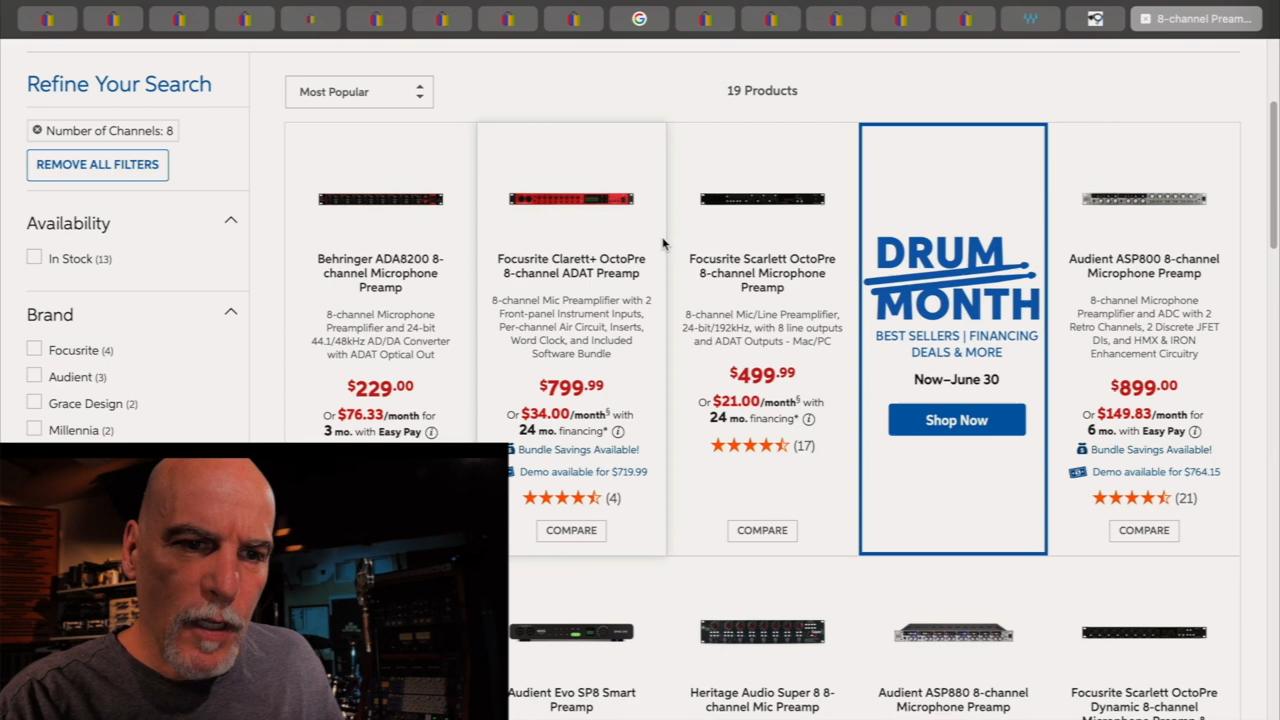 8-channel Pream...
Refine Your Search
Number of Channels: 8
REMOVE ALL FILTERS
Availability
In Stock (13)
Brand
Focusrite (4)
Audient (3)
Grace Design (2)
Millennia (2)
Most Popular
19 Products
Behringer ADA8200 8-
channel Microphone
Preamp
8-channel Microphone
Preamplifier and 24-bit
44.1/48kHz AD/DA Converter
with ADAT Optical Out
$229.00
Or $76.33/month for
3 mo. with Easy Pay
Focusrite Clarett+ OctoPre
8-channel ADAT Preamp
8-channel Mic Preamplifier with 2
Front-panel Instrument Inputs,
Per-channel Air Circuit, Inserts,
Word Clock, and Included
Software Bundle
$799.99
Or $34.00/month§ with
24 mo. financing*
Bundle Savings Available!
Demo available for $719.99
(4)
COMPARE
Focusrite Scarlett OctoPre
8-channel Microphone
Preamp
8-channel Mic/Line Preamplifier,
24-bit/192kHz, with 8 line outputs
and ADAT Outputs - Mac/PC
$499.99
Or $21.00/month§ with
24 mo. financing*
(17)
COMPARE
DRUM
MONTH
BEST SELLERS | FINANCING
DEALS & MORE
Now–June 30
Shop Now
Audient ASP800 8-channel
Microphone Preamp
8-channel Microphone
Preamplifier and ADC with 2
Retro Channels, 2 Discrete JFET
DIs, and HMX & IRON
Enhancement Circuitry
$899.00
Or $149.83/month for
6 mo. with Easy Pay
Bundle Savings Available!
Demo available for $764.15
(21)
COMPARE
Audient Evo SP8 Smart
Preamp
Heritage Audio Super 8 8-
channel Mic Preamp
Audient ASP880 8-channel
Microphone Preamp
Focusrite Scarlett OctoPre
Dynamic 8-channel